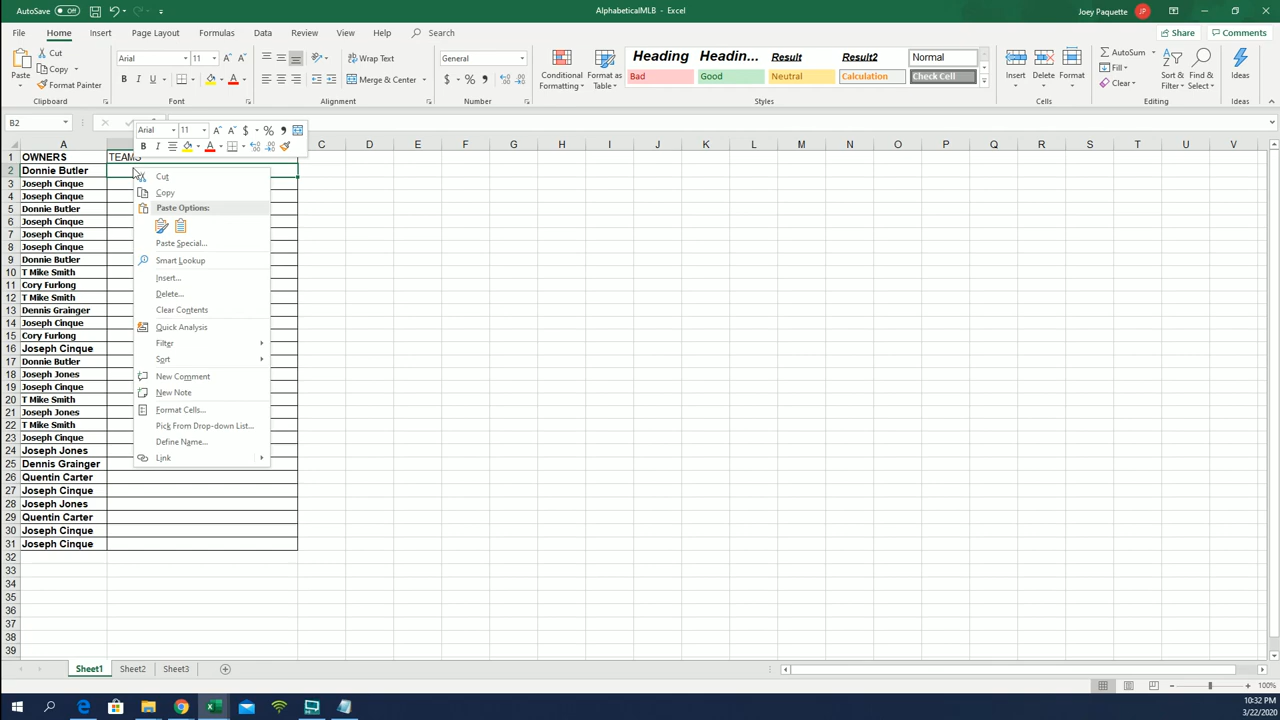 AutoSave Off
AlphabeticalMLB - Excel
Joey Paquette JP
File Home Insert Page Layout Formulas Data Review View Help Search
Share Comments
Paste
Cut
Copy
Format Painter
Clipboard
Arial 11
B I U
Font
Wrap Text
Merge & Center
Alignment
General
$ % ,
Number
Conditional Formatting
Format as Table
Heading Headin... Result Result2 Normal
Bad Good Neutral Calculation Check Cell
Styles
Insert Delete Format
Cells
AutoSum
Fill
Clear
Sort & Filter
Find & Select
Editing
Ideas
Ideas
B2
Arial 11 $ % ,
B I
A C D E F G H I J K L M N O P Q R S T U V
1 OWNERS TEAMS
2 Donnie Butler
3 Joseph Cinque
4 Joseph Cinque
5 Donnie Butler
6 Joseph Cinque
7 Joseph Cinque
8 Joseph Cinque
9 Donnie Butler
10 T Mike Smith
11 Cory Furlong
12 T Mike Smith
13 Dennis Grainger
14 Joseph Cinque
15 Cory Furlong
16 Joseph Cinque
17 Donnie Butler
18 Joseph Jones
19 Joseph Cinque
20 T Mike Smith
21 Joseph Jones
22 T Mike Smith
23 Joseph Cinque
24 Joseph Jones
25 Dennis Grainger
26 Quentin Carter
27 Joseph Cinque
28 Joseph Jones
29 Quentin Carter
30 Joseph Cinque
31 Joseph Cinque
32
33
34
35
36
37
38
39
Cut
Copy
Paste Options:
Paste Special...
Smart Lookup
Insert...
Delete...
Clear Contents
Quick Analysis
Filter
Sort
New Comment
New Note
Format Cells...
Pick From Drop-down List...
Define Name...
Link
Sheet1 Sheet2 Sheet3
100%
10:32 PM
3/22/2020